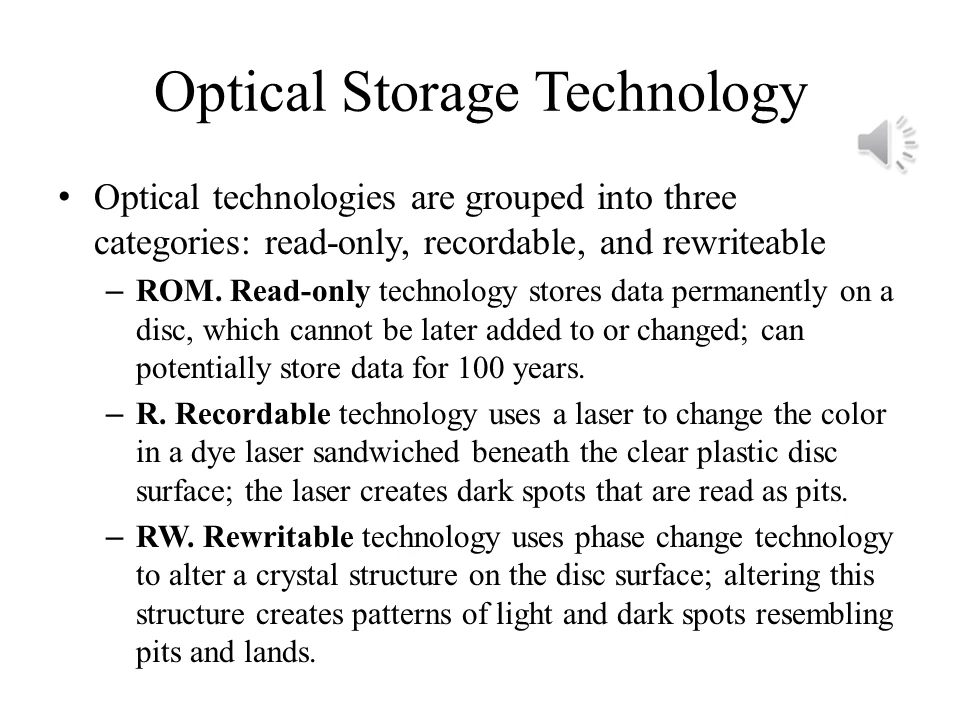 Optical Storage Technology
• Optical technologies are grouped into three
categories: read-only, recordable, and rewriteable
– ROM. Read-only technology stores data permanently on a
disc, which cannot be later added to or changed; can
potentially store data for 100 years.
– R. Recordable technology uses a laser to change the color
in a dye laser sandwiched beneath the clear plastic disc
surface; the laser creates dark spots that are read as pits.
– RW. Rewritable technology uses phase change technology
to alter a crystal structure on the disc surface; altering this
structure creates patterns of light and dark spots resembling
pits and lands.